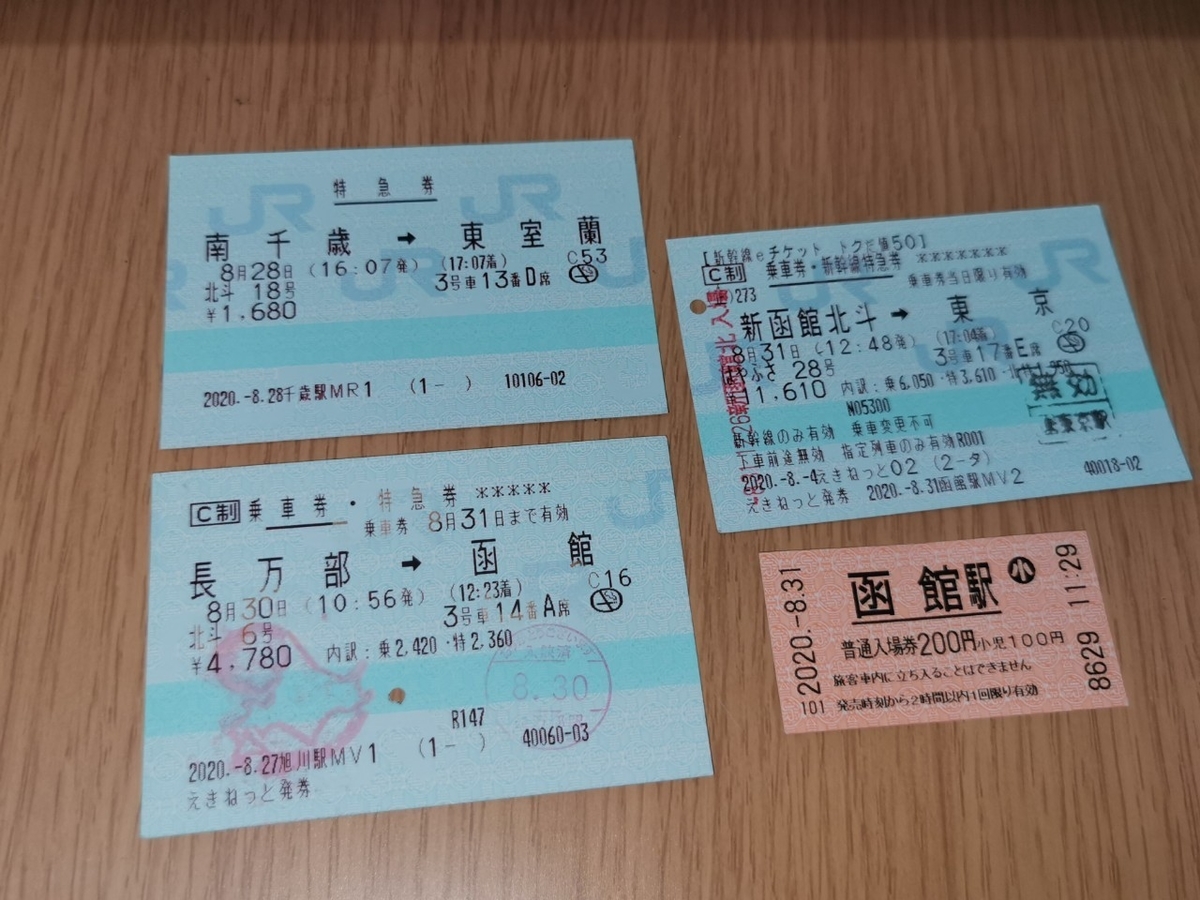 特急券
南千歳 → 東室蘭
8月28日 (16:07発) (17:07着) C53
北斗 18号 3号車13番D席
¥1,680
2020.-8.28千歳駅MR1 (1- ) 10106-02
C制 乗車券・特急券 *****
乗車券 8月31日まで有効
長万部 → 函館
8月30日 (10:56発) (12:23着) C16
北斗 6号 3号車14番A席
¥4,780 内訳:乗2,420・特2,360
8.30
R147
2020.-8.27旭川駅MV1 (1- ) 40060-03
えきねっと発券
[新幹線eチケット トクだ値50]
C制 乗車券・新幹線特急券 *******
乗車券当日限り有効
273
新函館北斗 → 東京
8月31日 (12:48発) (17:04着) C20
はやぶさ 28号 3号車17番E席
¥11,610 内訳:乗6,050・特3,610・北
N05300
無効
東京駅
新幹線のみ有効 乗車変更不可
下車前途無効 指定列車のみ有効R001
2020.-8.-4えきねっと02 (2-タ)
えきねっと発券 2020.-8.31函館駅MV2 40018-02
2020.-8.31
函館駅 小
11:29
普通入場券200円小児100円
旅客車内に立ち入ることはできません
発売時刻から2時間以内1回限り有効
101
8629